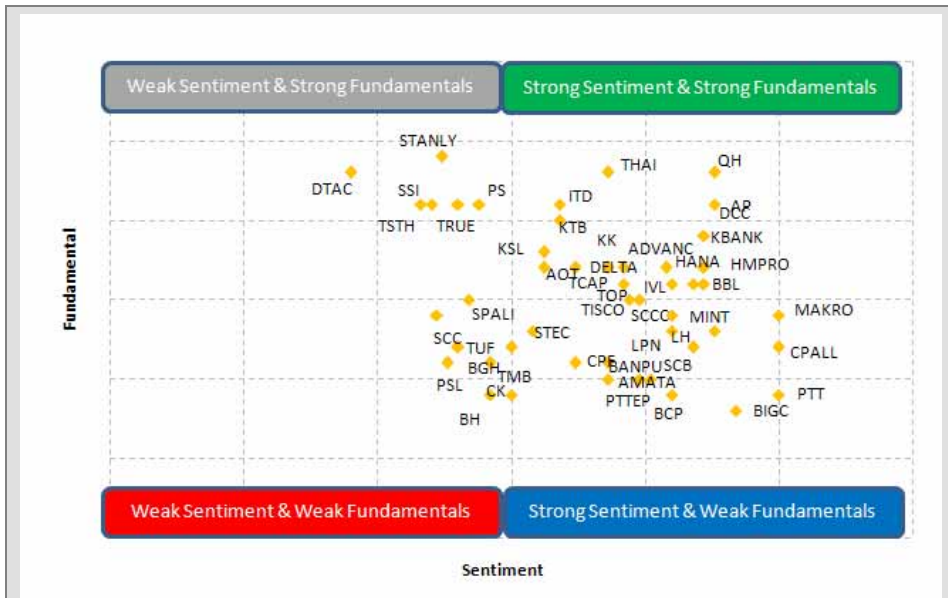 Weak Sentiment & Strong Fundamentals
Strong Sentiment & Strong Fundamentals
STANLY
THAI
QH
DTAC
SSI
PS
ITD
AP
DCC
TSTH
TRUE
KTB
KBANK
KK
KSL
ADVANC
HANA
HMPRO
AOT
DELTA
TCAP
IVL
BBL
TOP
TISCO
SCCC
MINT
MAKRO
SPALI
STEC
SCC
TUF
LPN
LH
CPALL
BGH
CPF
BANPU
SCB
PSL
TMB
CK
AMATA
PTTEP
PTT
BH
BCP
BIGC
Fundamental
Weak Sentiment & Weak Fundamentals
Strong Sentiment & Weak Fundamentals
Sentiment